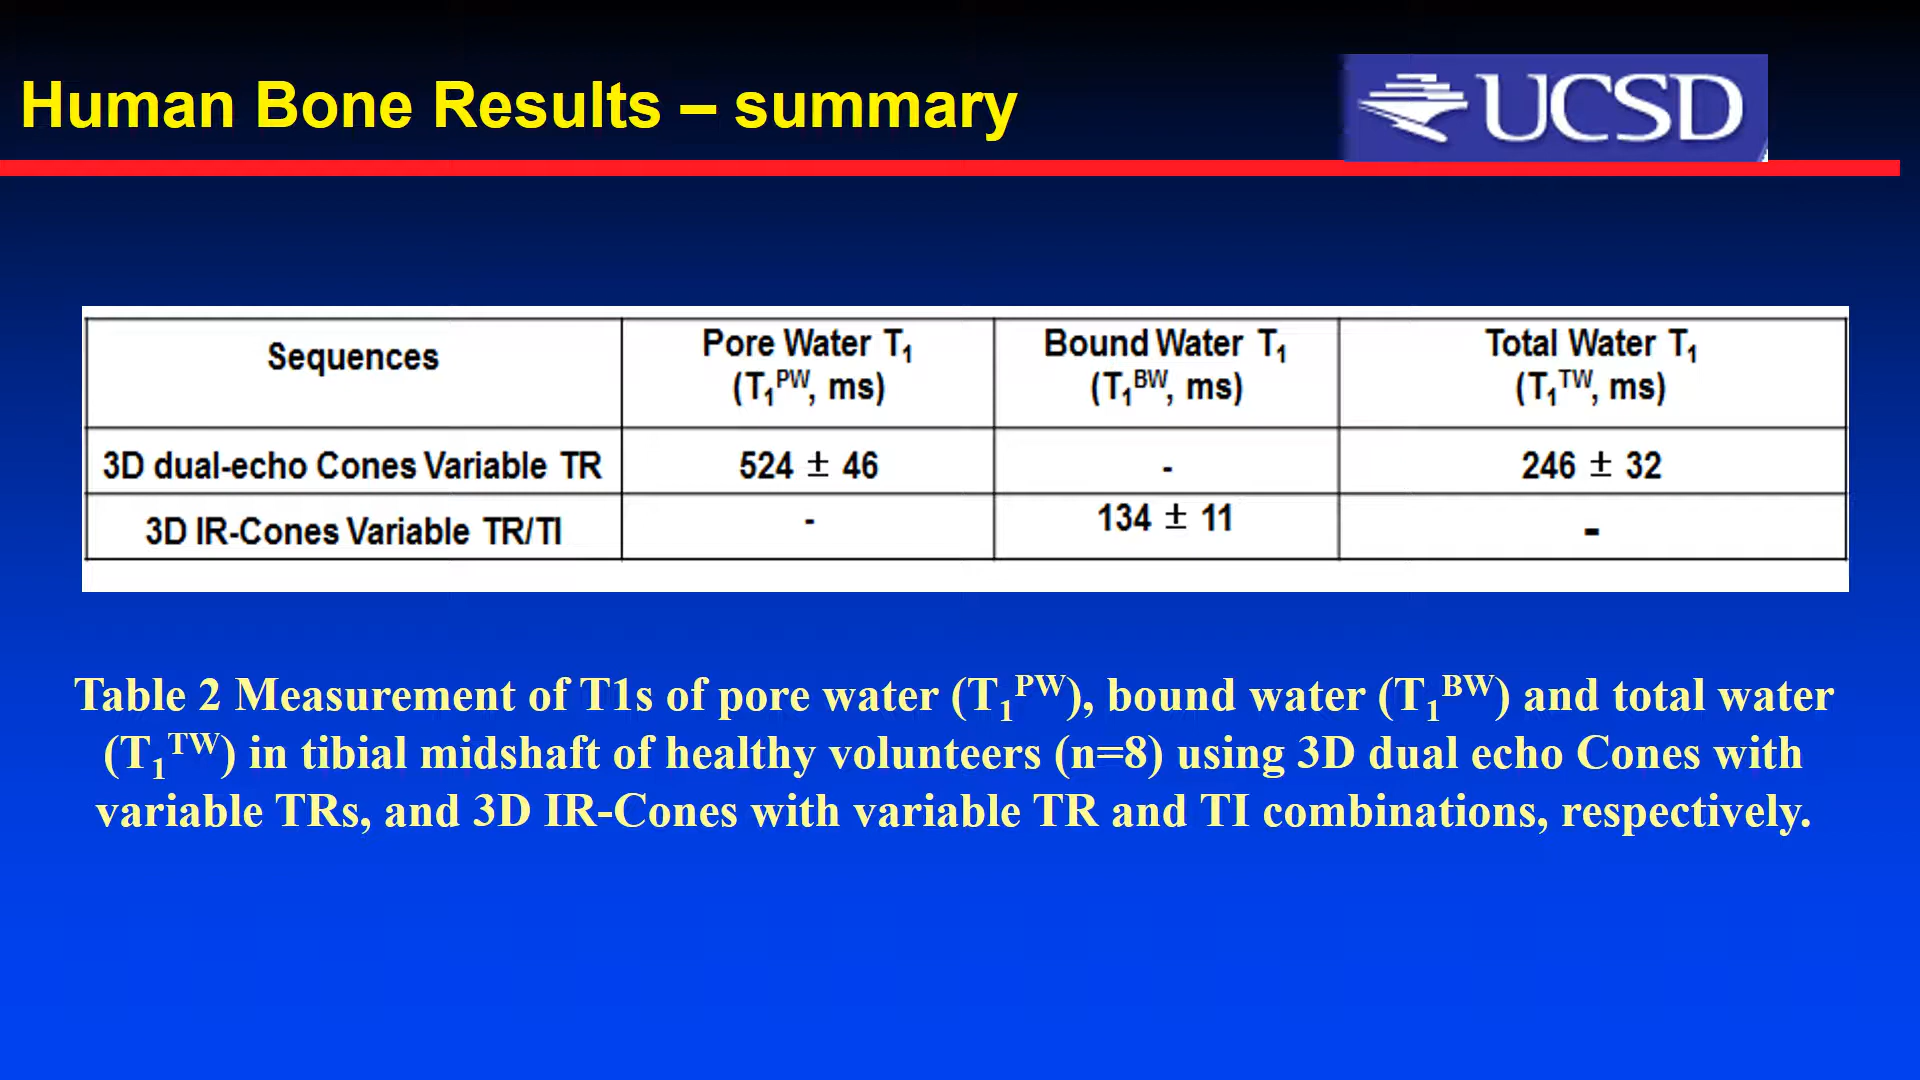 Human Bone Results – summary
UCSD
Sequences
Pore Water T₁
(T₁ᴾᵂ, ms)
Bound Water T₁
(T₁ᴮᵂ, ms)
Total Water T₁
(T₁ᵀᵂ, ms)
3D dual-echo Cones Variable TR
524 ± 46
-
246 ± 32
3D IR-Cones Variable TR/TI
-
134 ± 11
-
Table 2 Measurement of T1s of pore water (T₁ᴾᵂ), bound water (T₁ᴮᵂ) and total water
(T₁ᵀᵂ) in tibial midshaft of healthy volunteers (n=8) using 3D dual echo Cones with
variable TRs, and 3D IR-Cones with variable TR and TI combinations, respectively.